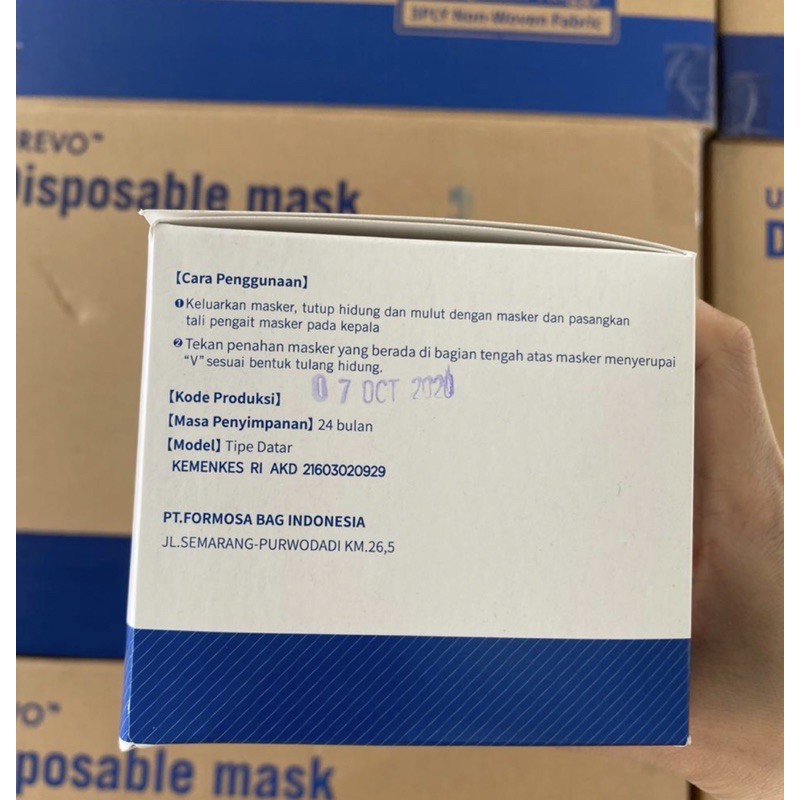 3PLY Non-Woven Fabric
REVO™
Disposable mask
U
D
【Cara Penggunaan】
❶Keluarkan masker, tutup hidung dan mulut dengan masker dan pasangkan
tali pengait masker pada kepala
❷Tekan penahan masker yang berada di bagian tengah atas masker menyerupai
“V” sesuai bentuk tulang hidung.
【Kode Produksi】 07 OCT 2020
【Masa Penyimpanan】 24 bulan
【Model】 Tipe Datar
KEMENKES RI AKD 21603020929
PT.FORMOSA BAG INDONESIA
JL.SEMARANG-PURWODADI KM.26,5
VO™
posable mask